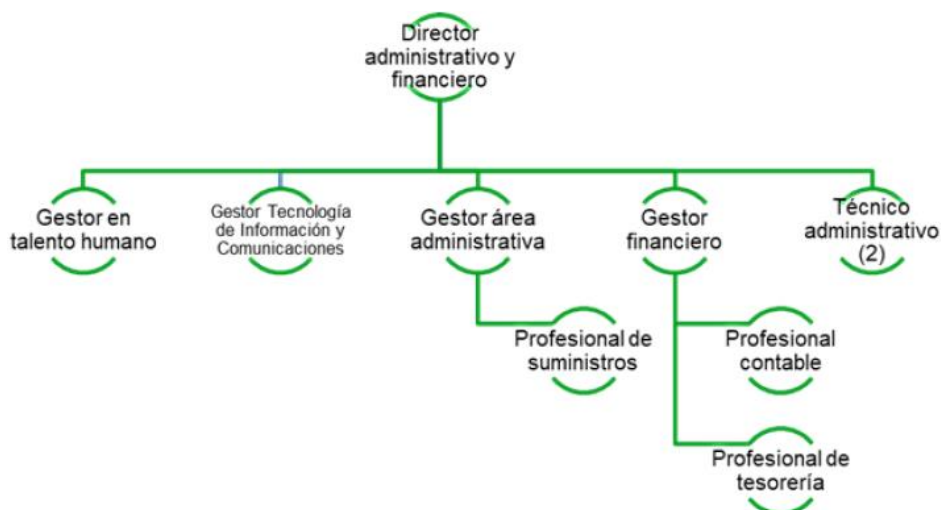 Director
administrativo y
financiero
Gestor en
talento humano
Gestor Tecnología
de Información y
Comunicaciones
Gestor área
administrativa
Gestor
financiero
Técnico
administrativo
(2)
Profesional de
suministros
Profesional
contable
Profesional de
tesorería